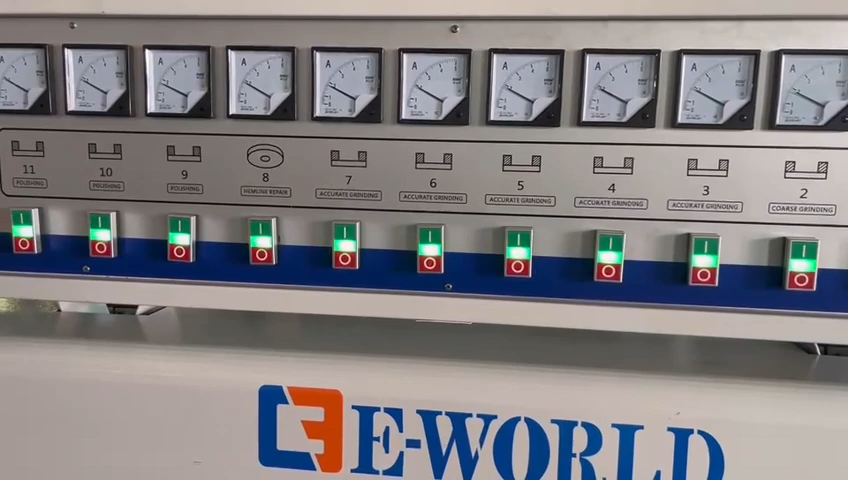 A A A A A A A A A A
11 10 9 8 7 6 5 4 3 2
POLISHING POLISHING POLISHING HEMLINE REPAIR ACCURATE GRINDING ACCURATE GRINDING ACCURATE GRINDING ACCURATE GRINDING ACCURATE GRINDING COARSE GRINDING
E-WORLD